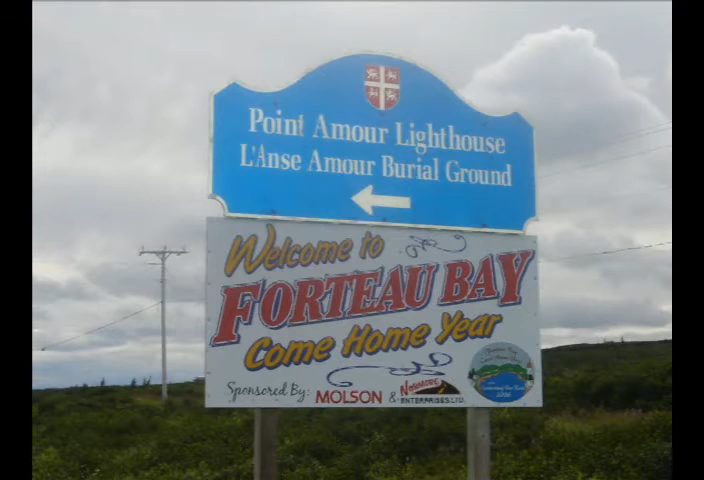 Point Amour Lighthouse
L'Anse Amour Burial Ground
Welcome to
FORTEAU BAY
Come Home Year
Sponsored By: MOLSON & NORMORE ENTERPRISES LTD.